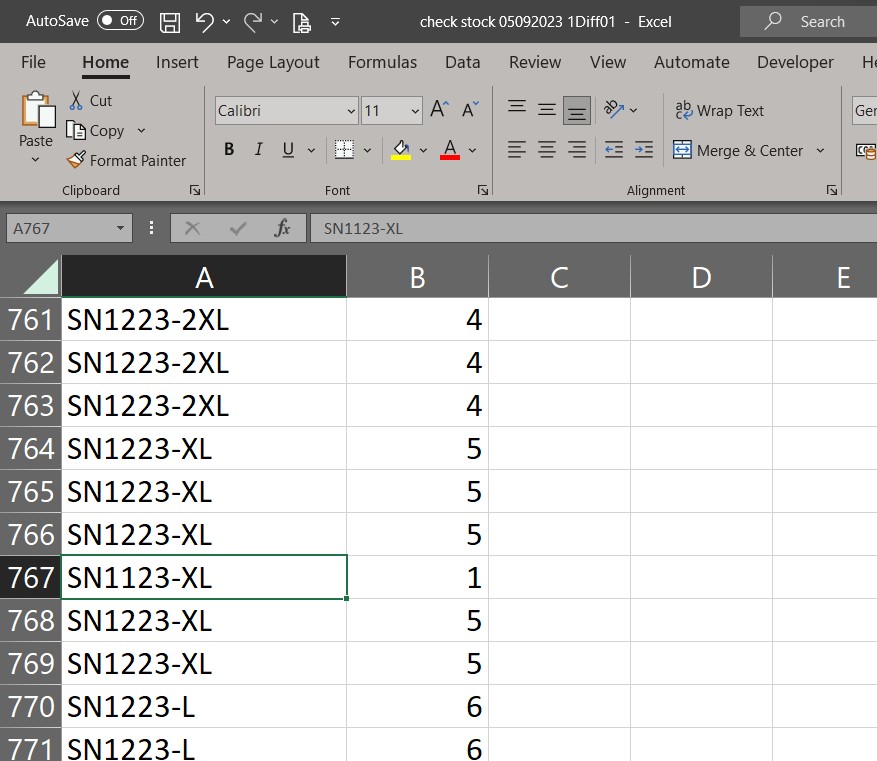 AutoSave Off check stock 05092023 1Diff01 - Excel Search
File Home Insert Page Layout Formulas Data Review View Automate Developer
Cut
Calibri 11 A A ab Wrap Text
Copy
Paste
B I U A Merge & Center
Format Painter
Clipboard Font Alignment
A767 fx SN1123-XL
A B C D E
761 SN1223-2XL 4
762 SN1223-2XL 4
763 SN1223-2XL 4
764 SN1223-XL 5
765 SN1223-XL 5
766 SN1223-XL 5
767 SN1123-XL 1
768 SN1223-XL 5
769 SN1223-XL 5
770 SN1223-L 6
771 SN1223-L 6